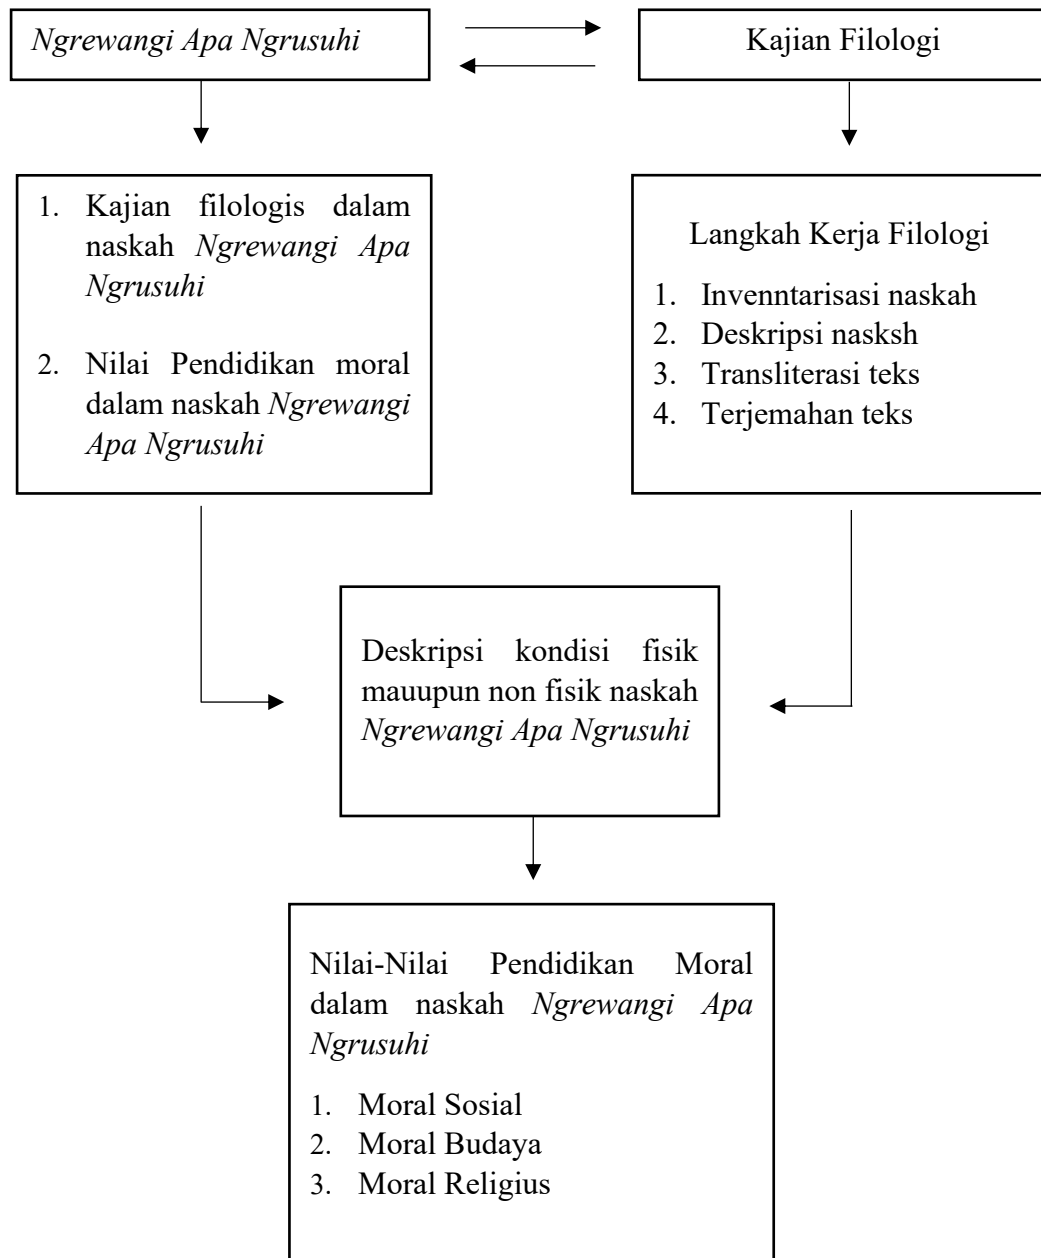 Ngrewangi Apa Ngrusuhi
Kajian Filologi
1. Kajian filologis dalam
naskah Ngrewangi Apa
Ngrusuhi
2. Nilai Pendidikan moral
dalam naskah Ngrewangi
Apa Ngrusuhi
Langkah Kerja Filologi
1. Invenntarisasi naskah
2. Deskripsi nasksh
3. Transliterasi teks
4. Terjemahan teks
Deskripsi kondisi fisik
mauupun non fisik naskah
Ngrewangi Apa Ngrusuhi
Nilai-Nilai Pendidikan Moral
dalam naskah Ngrewangi Apa
Ngrusuhi
1. Moral Sosial
2. Moral Budaya
3. Moral Religius